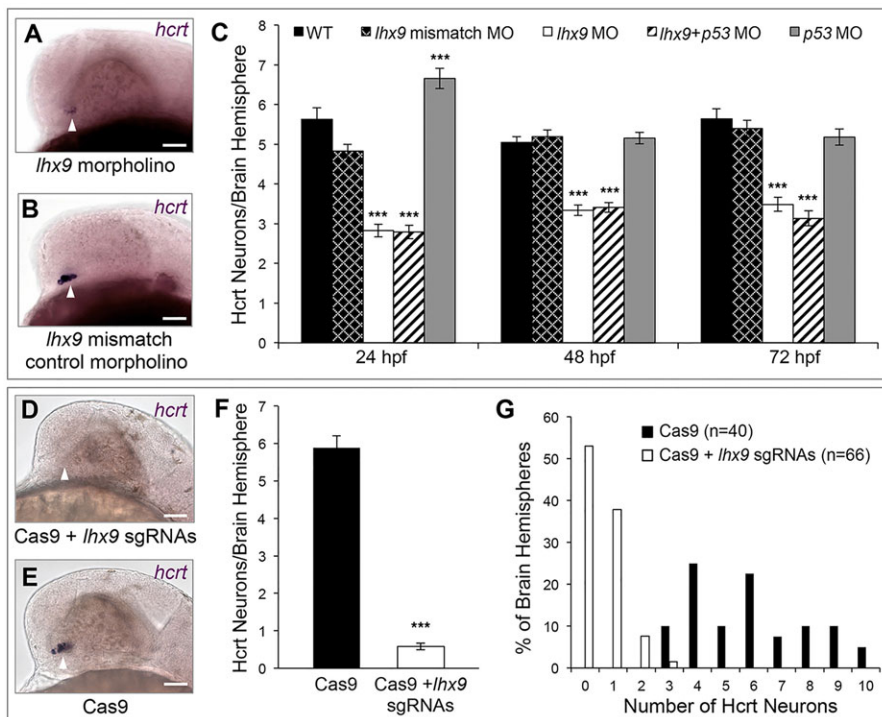 A
hcrt
lhx9 morpholino
B
hcrt
lhx9 mismatch
control morpholino
C
WT
lhx9 mismatch MO
lhx9 MO
lhx9+p53 MO
p53 MO
Hcrt Neurons/Brain Hemisphere
7
6
5
4
3
2
1
0
***
***
***
***
***
***
***
24 hpf
48 hpf
72 hpf
D
hcrt
Cas9 + lhx9 sgRNAs
E
hcrt
Cas9
F
Hcrt Neurons/Brain Hemisphere
7
6
5
4
3
2
1
0
***
Cas9
Cas9 +lhx9
sgRNAs
G
Cas9 (n=40)
Cas9 + lhx9 sgRNAs (n=66)
% of Brain Hemispheres
60
50
40
30
20
10
0
0 1 2 3 4 5 6 7 8 9 10
Number of Hcrt Neurons